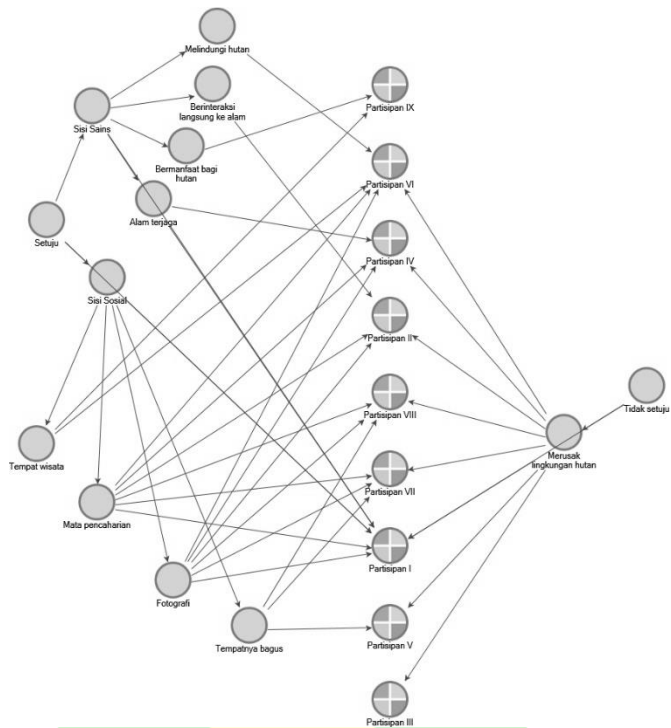 Melindungi hutan
Sisi Sains
Berinteraksi
langsung ke alam
Partisipan IX
Bermanfaat bagi
hutan
Partisipan VI
Alam terjaga
Setuju
Partisipan IV
Sisi Sosial
Partisipan II
Tidak setuju
Partisipan VIII
Tempat wisata
Merusak
lingkungan hutan
Partisipan VII
Mata pencaharian
Partisipan I
Fotografi
Tempatnya bagus
Partisipan V
Partisipan III